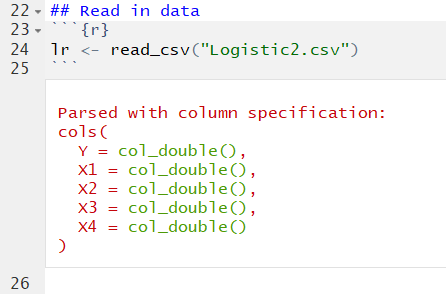 22 ## Read in data
23 ```{r}
24 lr <- read_csv("Logistic2.csv")
25 ```
Parsed with column specification:
cols(
  Y = col_double(),
  X1 = col_double(),
  X2 = col_double(),
  X3 = col_double(),
  X4 = col_double()
)
26